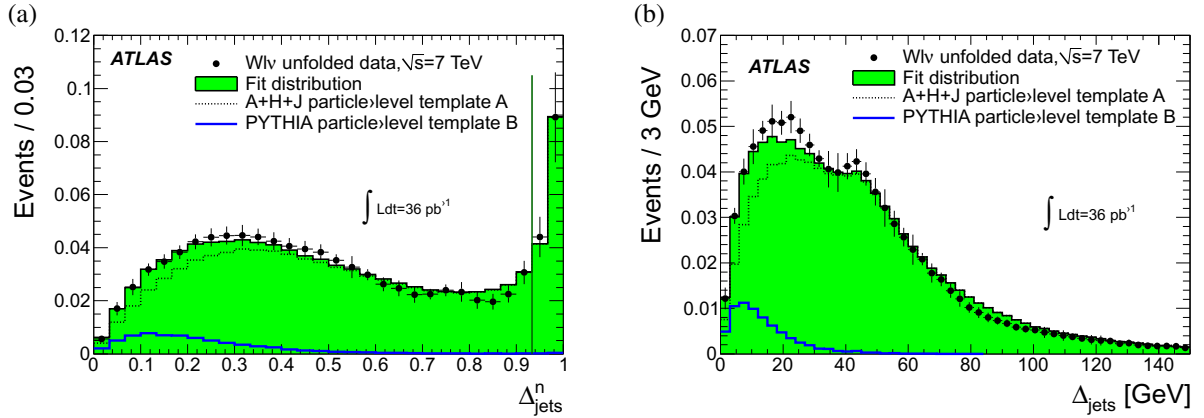 (a)
Events / 0.03
0.12
0.1
0.08
0.06
0.04
0.02
0
ATLAS
Wlν unfolded data,√s=7 TeV
Fit distribution
A+H+J particle›level template A
PYTHIA particle›level template B
∫ Ldt=36 pb›1
0 0.1 0.2 0.3 0.4 0.5 0.6 0.7 0.8 0.9 1
Δⁿjets
(b)
Events / 3 GeV
0.07
0.06
0.05
0.04
0.03
0.02
0.01
0
ATLAS
Wlν unfolded data,√s=7 TeV
Fit distribution
A+H+J particle›level template A
PYTHIA particle›level template B
∫ Ldt=36 pb›1
0 20 40 60 80 100 120 140
Δjets [GeV]